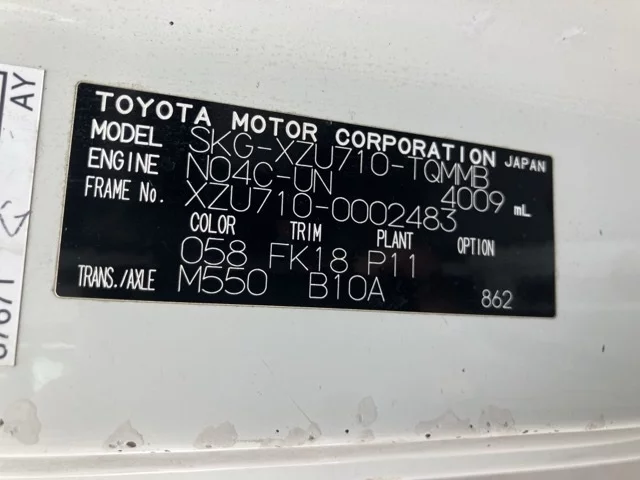 TOYOTA MOTOR CORPORATION JAPAN
MODEL SKG-XZU710-TQMMB
ENGINE N04C-UN 4009 mL
FRAME No. XZU710-0002483
COLOR TRIM PLANT OPTION
058 FK18 P11
TRANS./AXLE M550 B10A 862
AY